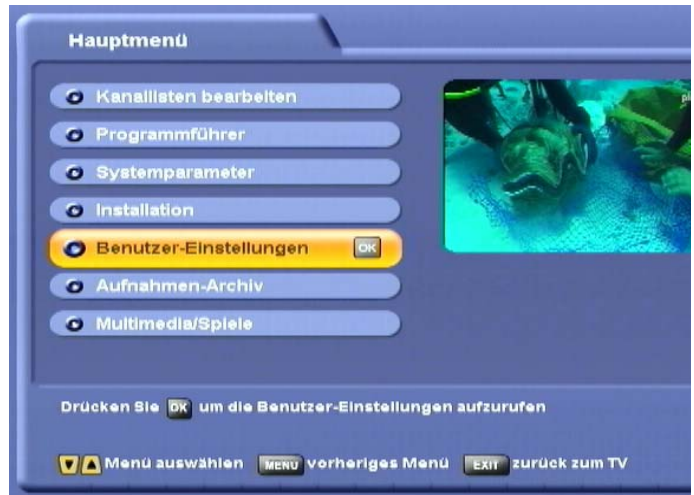 Hauptmenü
Kanallisten bearbeiten
Programmführer
Systemparameter
Installation
Benutzer-Einstellungen OK
Aufnahmen-Archiv
Multimedia/Spiele
Drücken Sie OK um die Benutzer-Einstellungen aufzurufen
Menü auswählen MENU vorheriges Menü EXIT zurück zum TV